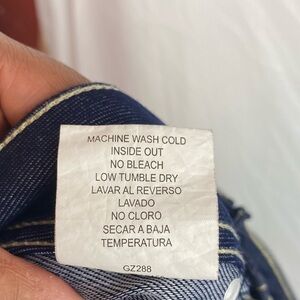 MACHINE WASH COLD
INSIDE OUT
NO BLEACH
LOW TUMBLE DRY
LAVAR AL REVERSO
LAVADO
NO CLORO
SECAR A BAJA
TEMPERATURA
GZ288